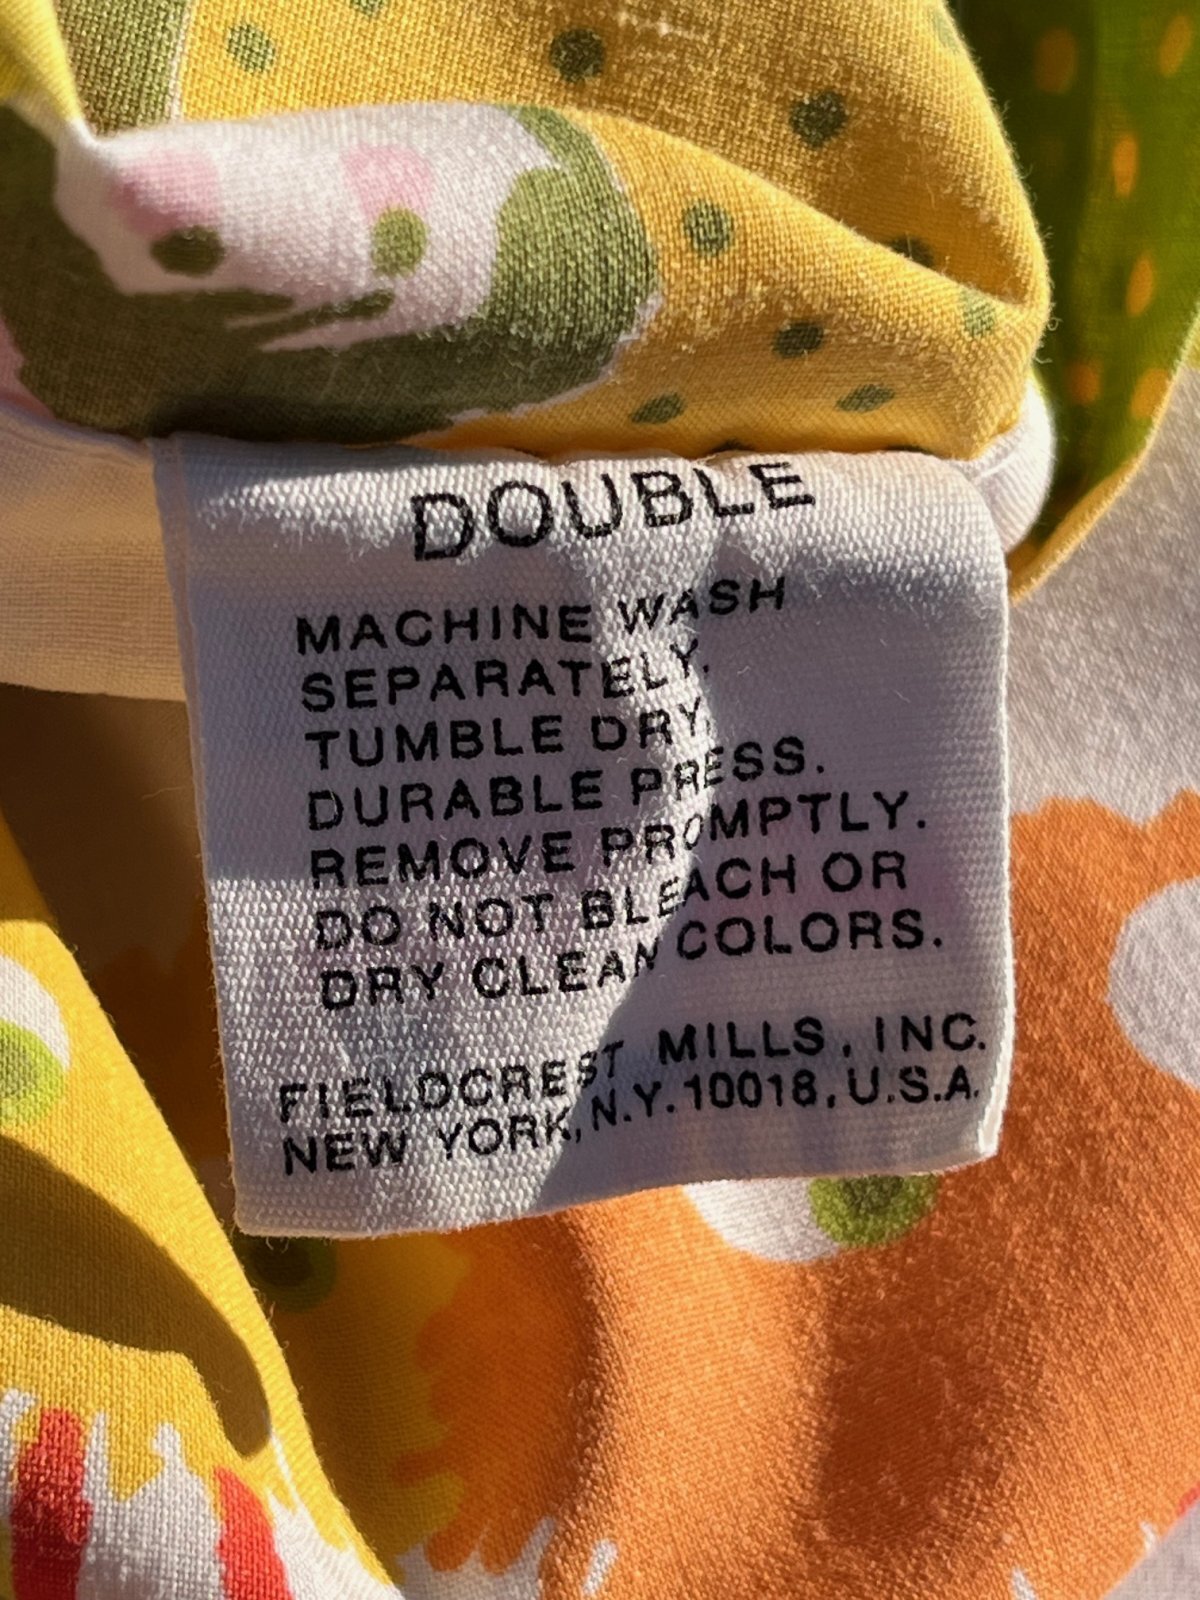 DOUBLE
MACHINE WASH
SEPARATELY.
TUMBLE DRY.
DURABLE PRESS.
REMOVE PROMPTLY.
DO NOT BLEACH OR
DRY CLEAN COLORS.
FIELDCREST MILLS, INC.
NEW YORK, N.Y. 10018, U.S.A.